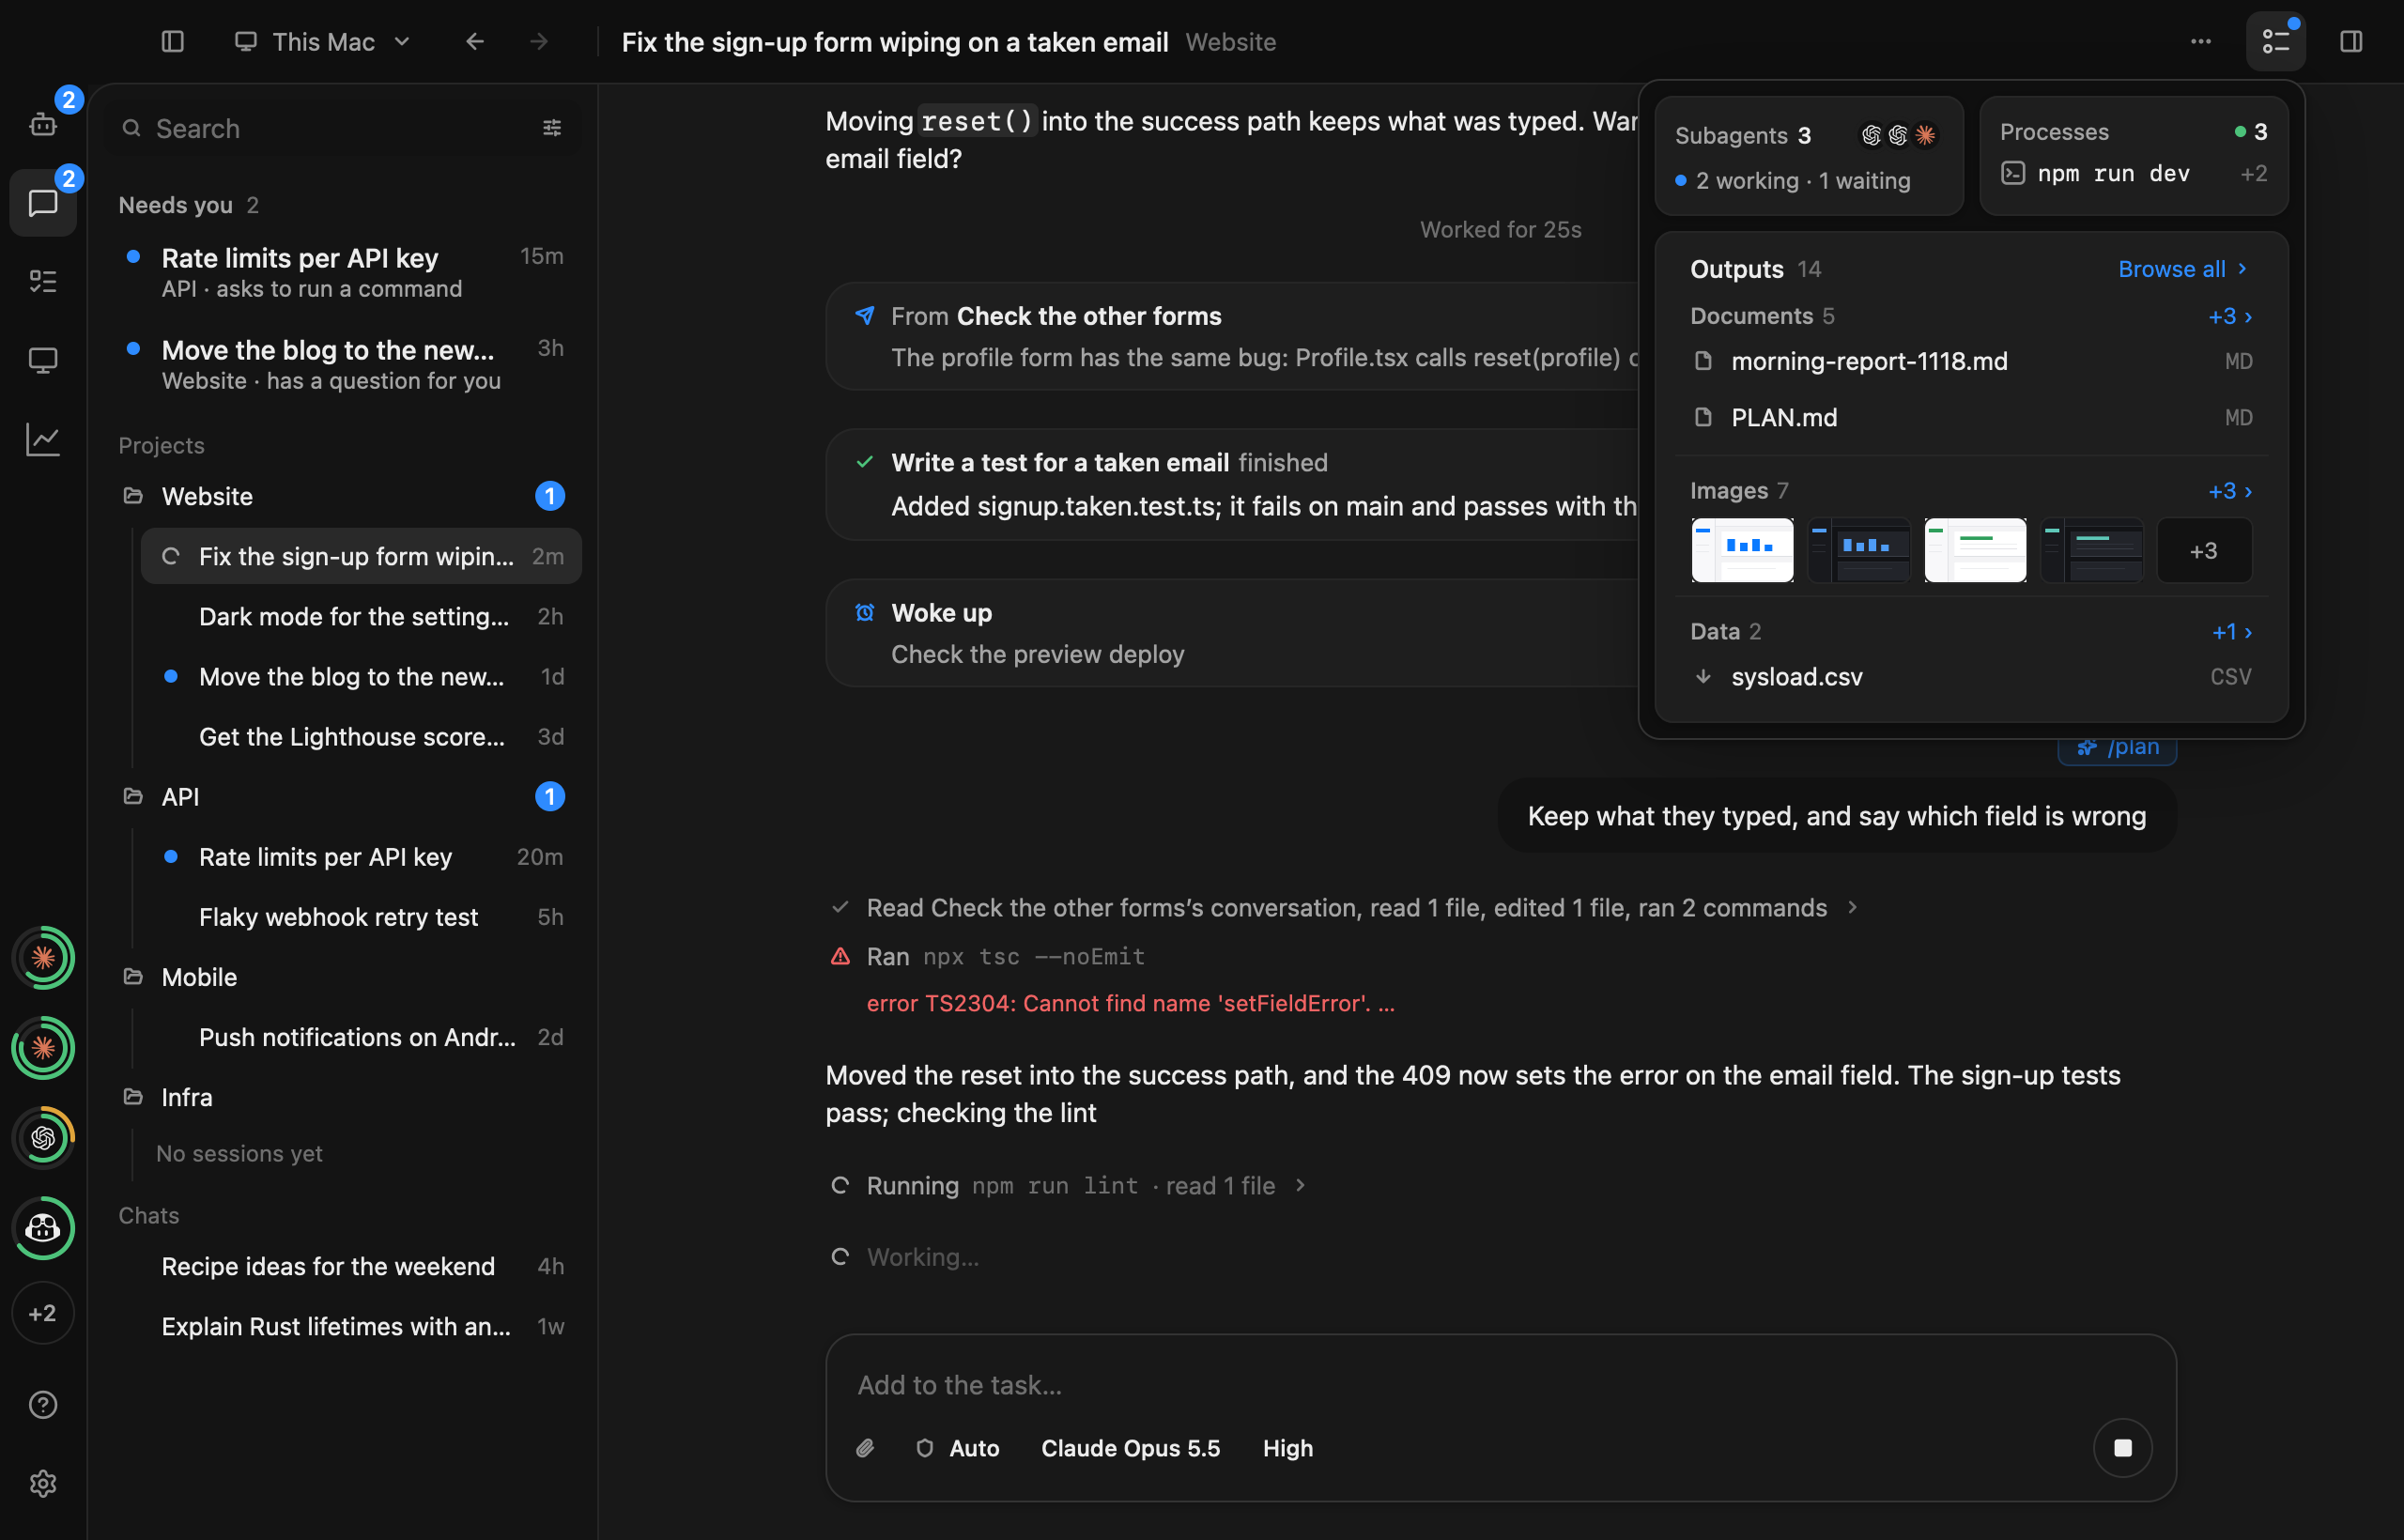 This Mac
Fix the sign-up form wiping on a taken email Website
2
2
Search
Needs you 2
Rate limits per API key 15m
API · asks to run a command
Move the blog to the new... 3h
Website · has a question for you
Projects
Website 1
Fix the sign-up form wipin... 2m
Dark mode for the setting... 2h
Move the blog to the new... 1d
Get the Lighthouse score... 3d
API 1
Rate limits per API key 20m
Flaky webhook retry test 5h
Mobile
Push notifications on Andr... 2d
Infra
No sessions yet
Chats
Recipe ideas for the weekend 4h
Explain Rust lifetimes with an... 1w
+2
Moving reset() into the success path keeps what was typed.
email field?
Worked for 25s
From Check the other forms
The profile form has the same bug: Profile.tsx calls reset(profile)
Write a test for a taken email finished
Added signup.taken.test.ts; it fails on main and passes with
Woke up
Check the preview deploy
Subagents 3
2 working · 1 waiting
Processes 3
npm run dev +2
Outputs 14 Browse all
Documents 5 +3
morning-report-1118.md MD
PLAN.md MD
Images 7 +3
+3
Data 2 +1
sysload.csv CSV
/plan
Keep what they typed, and say which field is wrong
Read Check the other forms’s conversation, read 1 file, edited 1 file, ran 2 commands
Ran npx tsc --noEmit
error TS2304: Cannot find name 'setFieldError'. ...
Moved the reset into the success path, and the 409 now sets the error on the email field. The sign-up tests
pass; checking the lint
Running npm run lint · read 1 file
Working...
Add to the task...
Auto Claude Opus 5.5 High